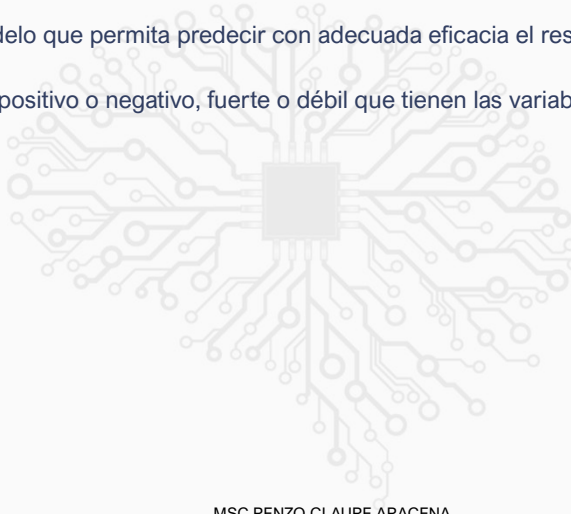 delo que permita predecir con adecuada eficacia el res
positivo o negativo, fuerte o débil que tienen las variab
MSC RENZO CLAURE ARACENA